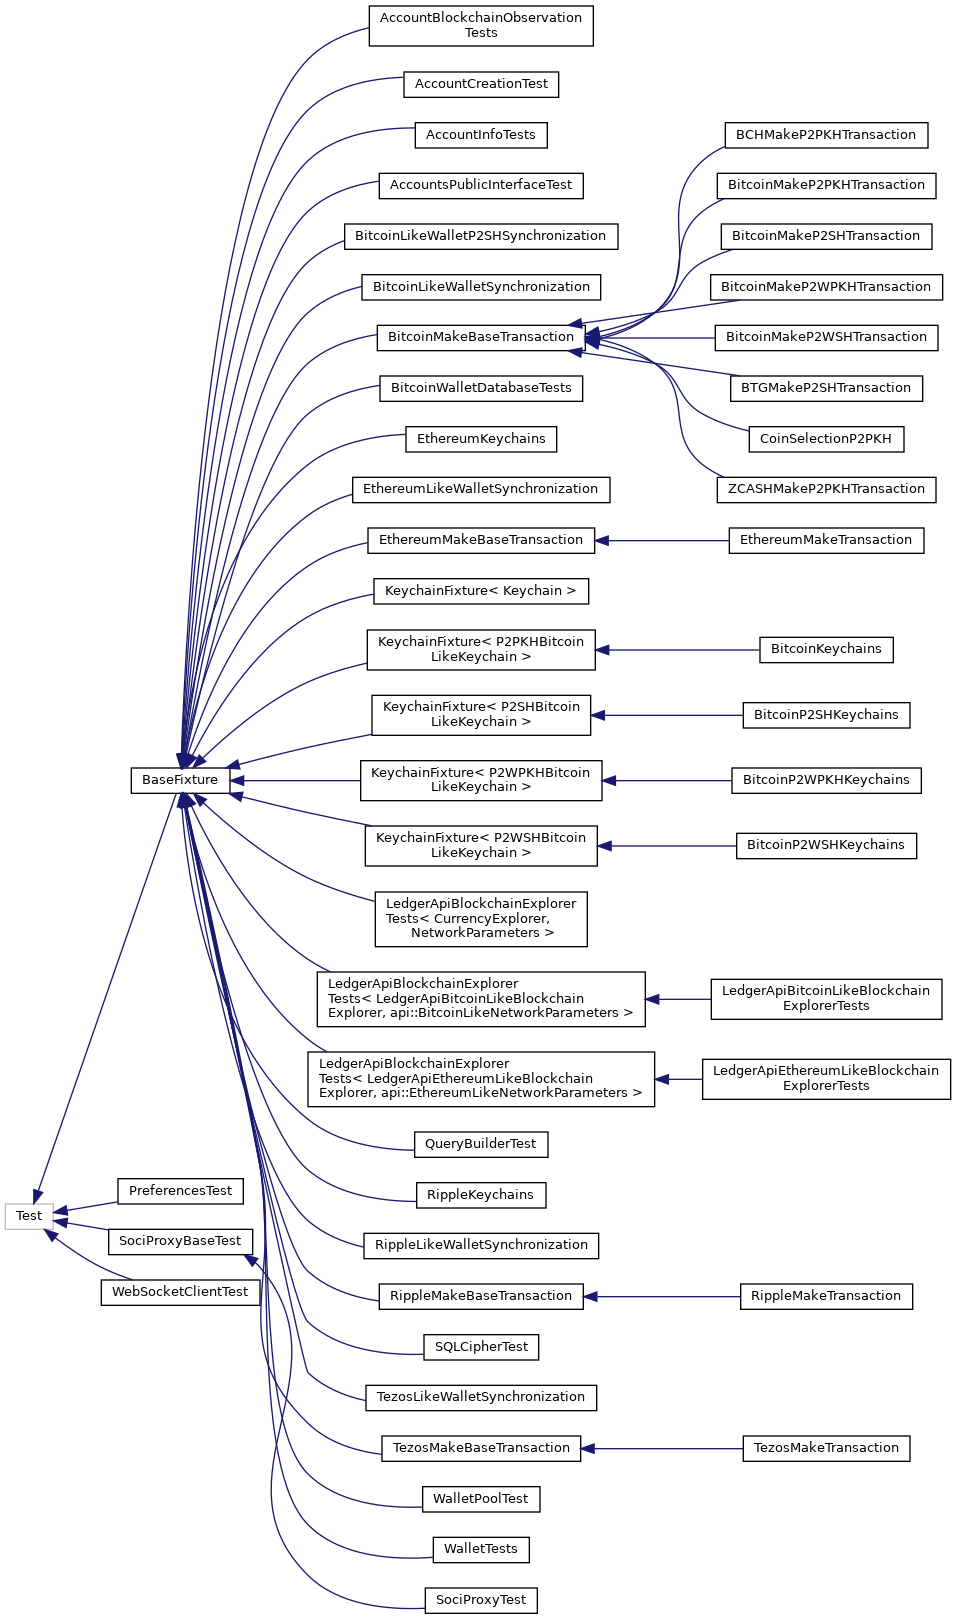 AccountBlockchainObservation
Tests
AccountCreationTest
AccountInfoTests
AccountsPublicInterfaceTest
BitcoinLikeWalletP2SHSynchronization
BitcoinLikeWalletSynchronization
BitcoinMakeBaseTransaction
BitcoinWalletDatabaseTests
EthereumKeychains
EthereumLikeWalletSynchronization
EthereumMakeBaseTransaction
KeychainFixture< Keychain >
KeychainFixture< P2PKHBitcoin
LikeKeychain >
KeychainFixture< P2SHBitcoin
LikeKeychain >
KeychainFixture< P2WPKHBitcoin
LikeKeychain >
KeychainFixture< P2WSHBitcoin
LikeKeychain >
LedgerApiBlockchainExplorer
Tests< CurrencyExplorer,
NetworkParameters >
LedgerApiBlockchainExplorer
Tests< LedgerApiBitcoinLikeBlockchain
Explorer, api::BitcoinLikeNetworkParameters >
LedgerApiBlockchainExplorer
Tests< LedgerApiEthereumLikeBlockchain
Explorer, api::EthereumLikeNetworkParameters >
QueryBuilderTest
RippleKeychains
RippleLikeWalletSynchronization
RippleMakeBaseTransaction
SQLCipherTest
TezosLikeWalletSynchronization
TezosMakeBaseTransaction
WalletPoolTest
WalletTests
SociProxyTest
BCHMakeP2PKHTransaction
BitcoinMakeP2PKHTransaction
BitcoinMakeP2SHTransaction
BitcoinMakeP2WPKHTransaction
BitcoinMakeP2WSHTransaction
BTGMakeP2SHTransaction
CoinSelectionP2PKH
ZCASHMakeP2PKHTransaction
EthereumMakeTransaction
BitcoinKeychains
BitcoinP2SHKeychains
BitcoinP2WPKHKeychains
BitcoinP2WSHKeychains
LedgerApiBitcoinLikeBlockchain
ExplorerTests
LedgerApiEthereumLikeBlockchain
ExplorerTests
RippleMakeTransaction
TezosMakeTransaction
BaseFixture
Test
PreferencesTest
SociProxyBaseTest
WebSocketClientTest